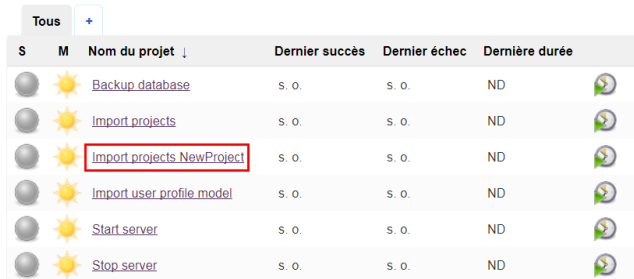 Tous +
S M Nom du projet ↓ Dernier succès Dernier échec Dernière durée
Backup database s. o. s. o. ND
Import projects s. o. s. o. ND
Import projects NewProject s. o. s. o. ND
Import user profile model s. o. s. o. ND
Start server s. o. s. o. ND
Stop server s. o. s. o. ND